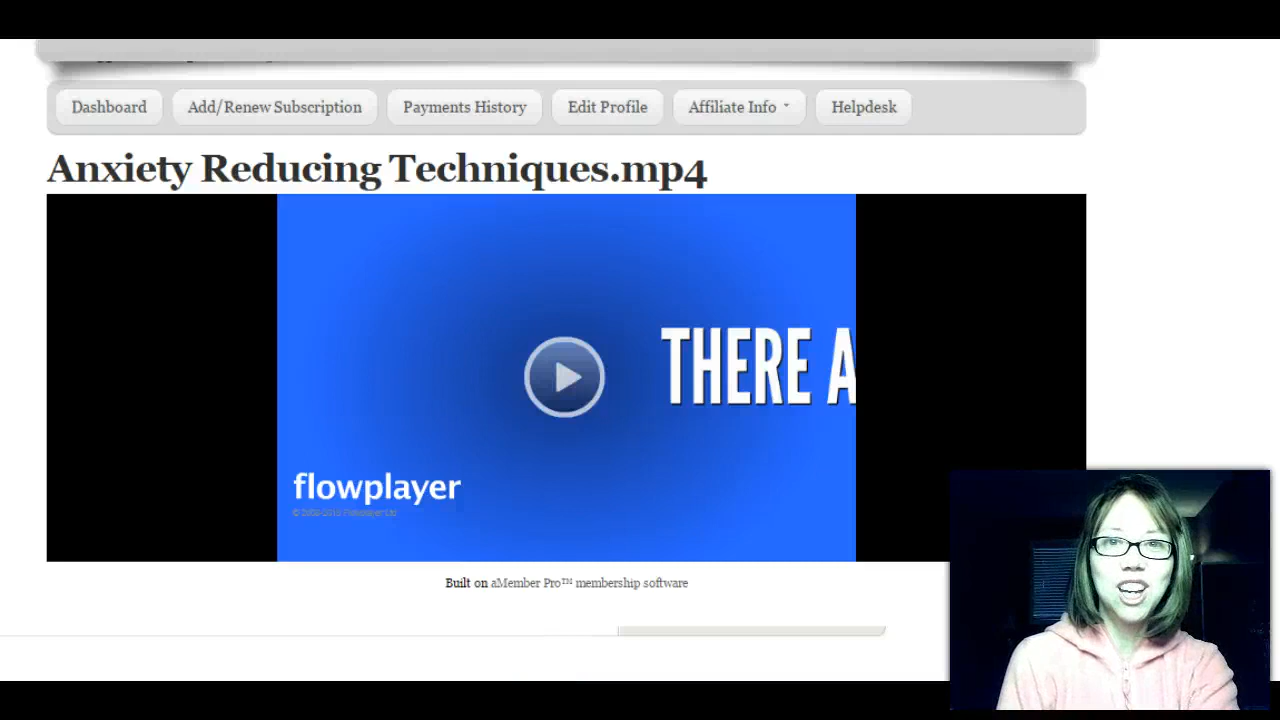 Dashboard
Add/Renew Subscription
Payments History
Edit Profile
Affiliate Info
Helpdesk
Anxiety Reducing Techniques.mp4
THERE A
flowplayer
Built on aMember Pro™ membership software